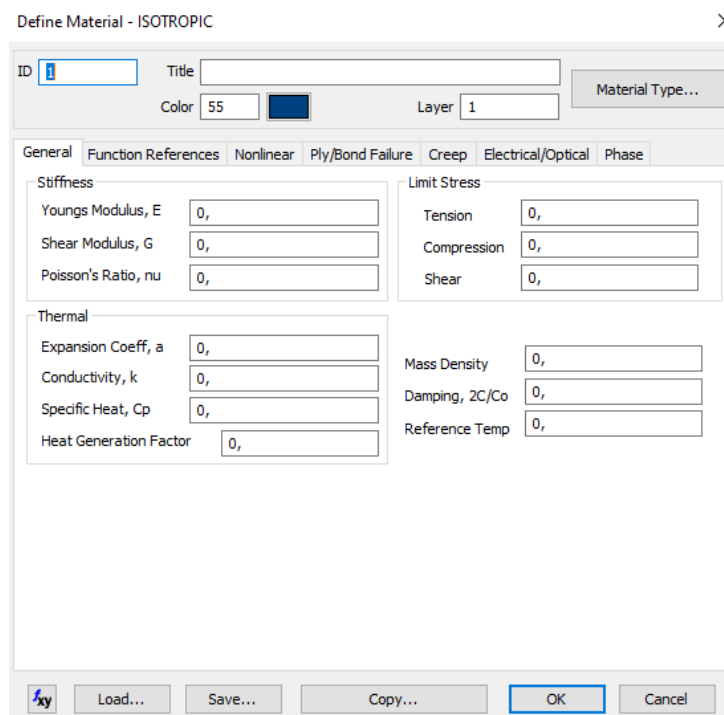 Define Material - ISOTROPIC
ID 1 Title
Color 55 Layer 1 Material Type...
General Function References Nonlinear Ply/Bond Failure Creep Electrical/Optical Phase
Stiffness
Youngs Modulus, E 0,
Shear Modulus, G 0,
Poisson's Ratio, nu 0,
Limit Stress
Tension 0,
Compression 0,
Shear 0,
Thermal
Expansion Coeff, a 0,
Conductivity, k 0,
Specific Heat, Cp 0,
Heat Generation Factor 0,
Mass Density 0,
Damping, 2C/Co 0,
Reference Temp 0,
fxy Load... Save... Copy... OK Cancel